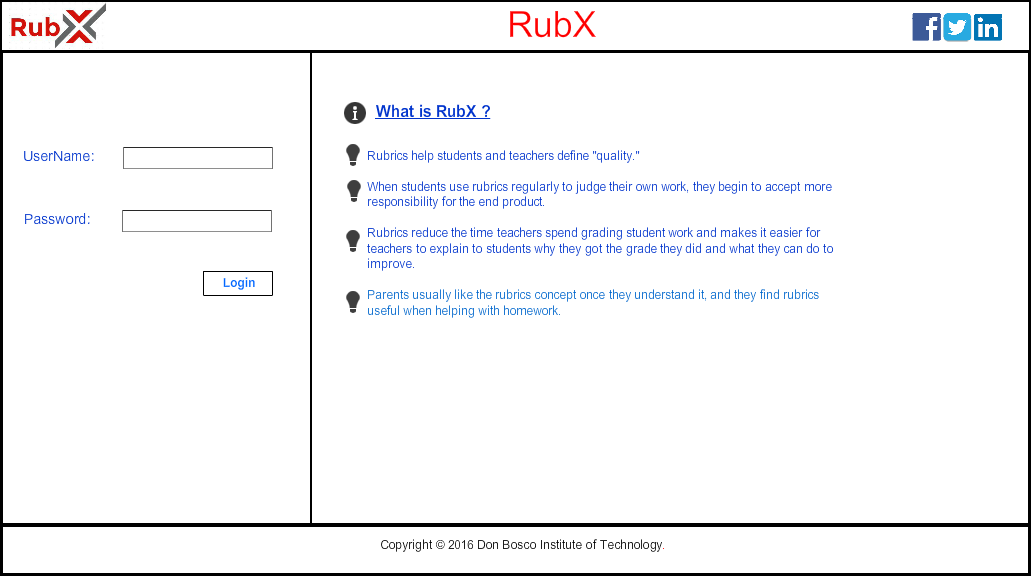 RubX
RubX
What is RubX ?
UserName:
Password:
Login
Rubrics help students and teachers define "quality."
When students use rubrics regularly to judge their own work, they begin to accept more
responsibility for the end product.
Rubrics reduce the time teachers spend grading student work and makes it easier for
teachers to explain to students why they got the grade they did and what they can do to
improve.
Parents usually like the rubrics concept once they understand it, and they find rubrics
useful when helping with homework.
Copyright © 2016 Don Bosco Institute of Technology.